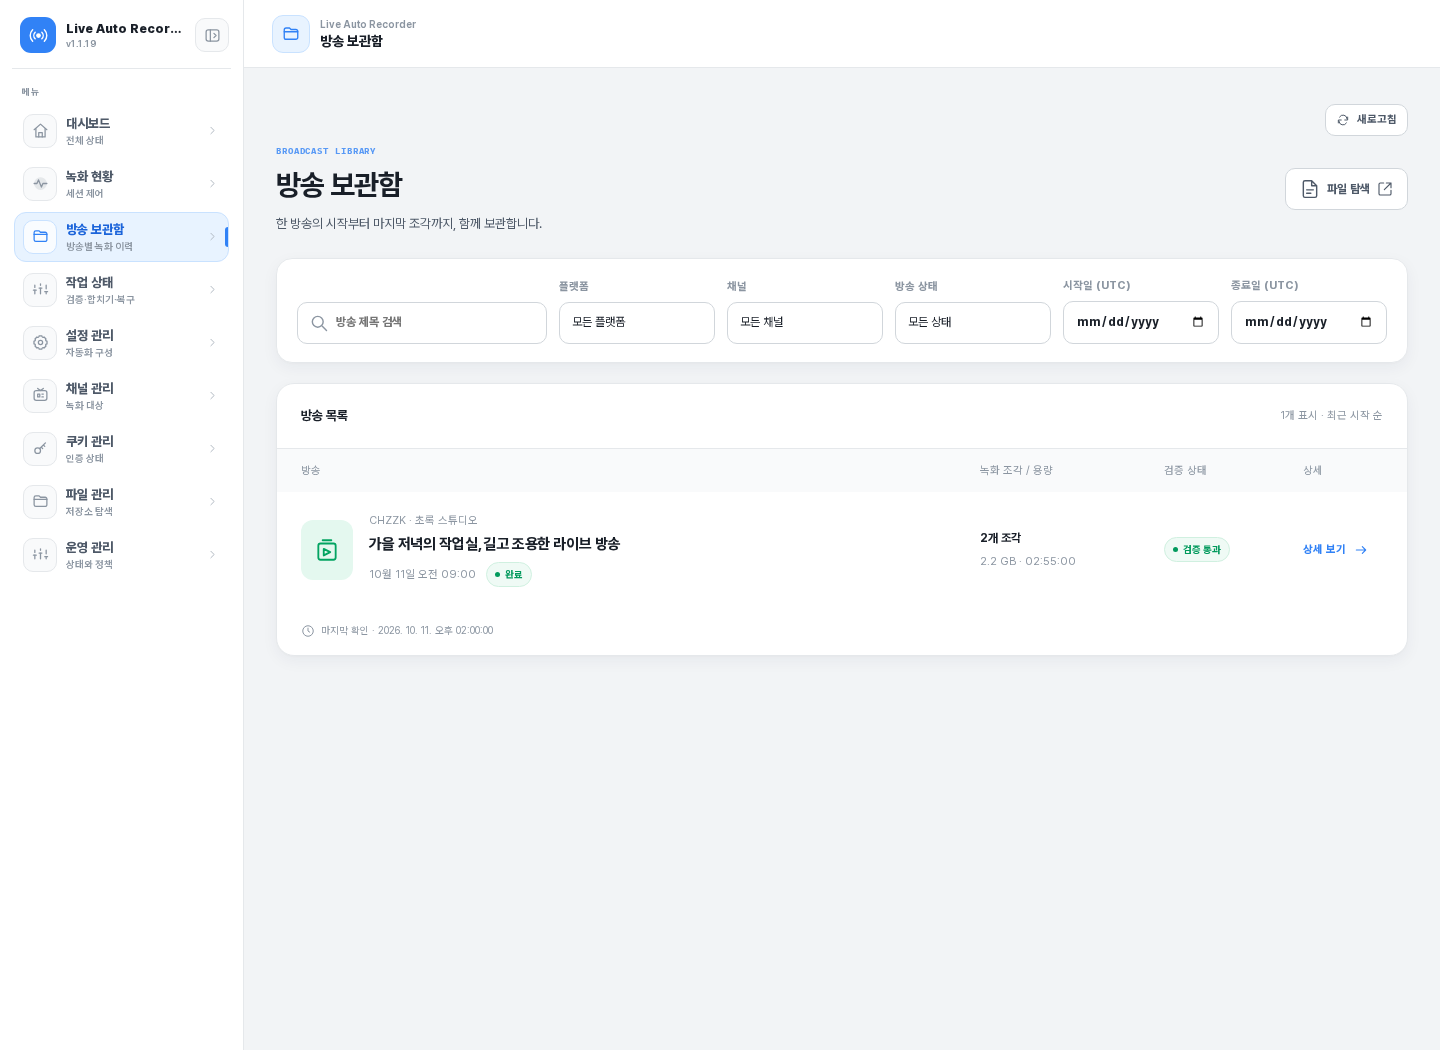 Live Auto Recor...
v1.1.19
메뉴
대시보드
전체 상태
녹화 현황
세션 제어
방송 보관함
방송별 녹화 이력
작업 상태
검증·합치기·복구
설정 관리
자동화 구성
채널 관리
녹화 대상
쿠키 관리
인증 상태
파일 관리
저장소 탐색
운영 관리
상태와 정책
Live Auto Recorder
방송 보관함
새로고침
BROADCAST LIBRARY
방송 보관함
파일 탐색
한 방송의 시작부터 마지막 조각까지, 함께 보관합니다.
플랫폼
채널
방송 상태
시작일 (UTC)
종료일 (UTC)
방송 제목 검색
모든 플랫폼
모든 채널
모든 상태
mm/dd/yyyy
mm/dd/yyyy
방송 목록
1개 표시 · 최근 시작 순
방송
녹화 조각 / 용량
검증 상태
상세
CHZZK · 초록 스튜디오
가을 저녁의 작업실, 길고 조용한 라이브 방송
10월 11일 오전 09:00
완료
2개 조각
2.2 GB · 02:55:00
검증 통과
상세 보기
마지막 확인 · 2026. 10. 11. 오후 02:00:00